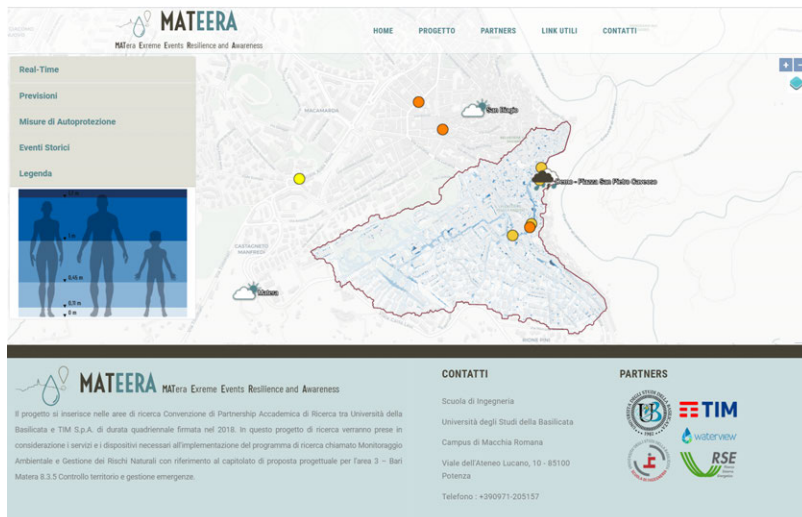 MATEERA
MATera Exreme Events Resilience and Awareness
HOME PROGETTO PARTNERS LINK UTILI CONTATTI
Real-Time
Previsioni
Misure di Autoprotezione
Eventi Storici
Legenda
1 m
0,45 m
0 m
MACAMARDA
San Biagio
Piazza San Pietro Caveoso
CASTAGNETO
MANFREDI
Matera
RIONE PINI
MATEERA MATera Exreme Events Resilience and Awareness
Il progetto si inserisce nelle aree di ricerca Convenzione di Partnership Accademica di Ricerca tra Università della
Basilicata e TIM S.p.A. di durata quadriennale firmata nel 2018. In questo progetto di ricerca verranno prese in
considerazione i servizi e i dispositivi necessari all'implementazione del programma di ricerca chiamato Monitoraggio
Ambientale e Gestione dei Rischi Naturali con riferimento al capitolato di proposta progettuale per l'area 3 – Bari
Matera 8.3.5 Controllo territorio e gestione emergenze.
CONTATTI
Scuola di Ingegneria
Università degli Studi della Basilicata
Campus di Macchia Romana
Viale dell'Ateneo Lucano, 10 - 85100
Potenza
Telefono : +390971-205157
PARTNERS
TIM
waterview
RSE